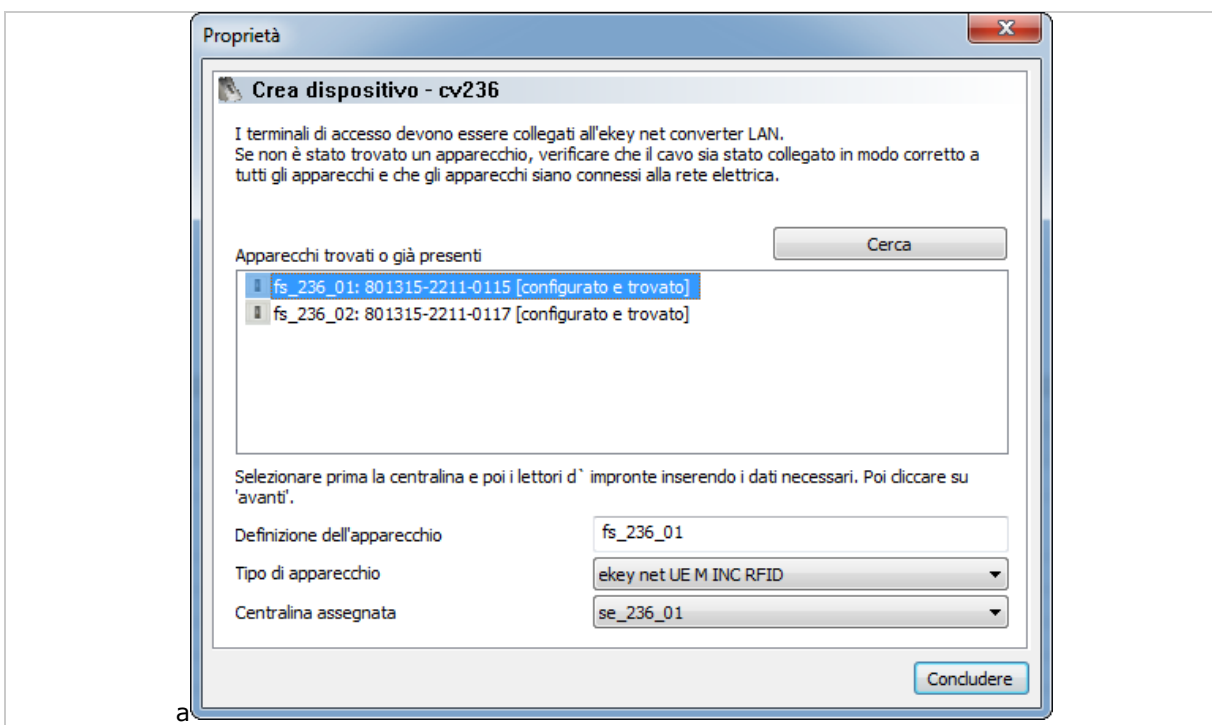 Proprietà
Crea dispositivo - cv236
I terminali di accesso devono essere collegati all'ekey net converter LAN.
Se non è stato trovato un apparecchio, verificare che il cavo sia stato collegato in modo corretto a
tutti gli apparecchi e che gli apparecchi siano connessi alla rete elettrica.
Cerca
Apparecchi trovati o già presenti
fs_236_01: 801315-2211-0115 [configurato e trovato]
fs_236_02: 801315-2211-0117 [configurato e trovato]
Selezionare prima la centralina e poi i lettori d` impronte inserendo i dati necessari. Poi cliccare su
'avanti'.
Definizione dell'apparecchio fs_236_01
Tipo di apparecchio ekey net UE M INC RFID
Centralina assegnata se_236_01
Concludere
a